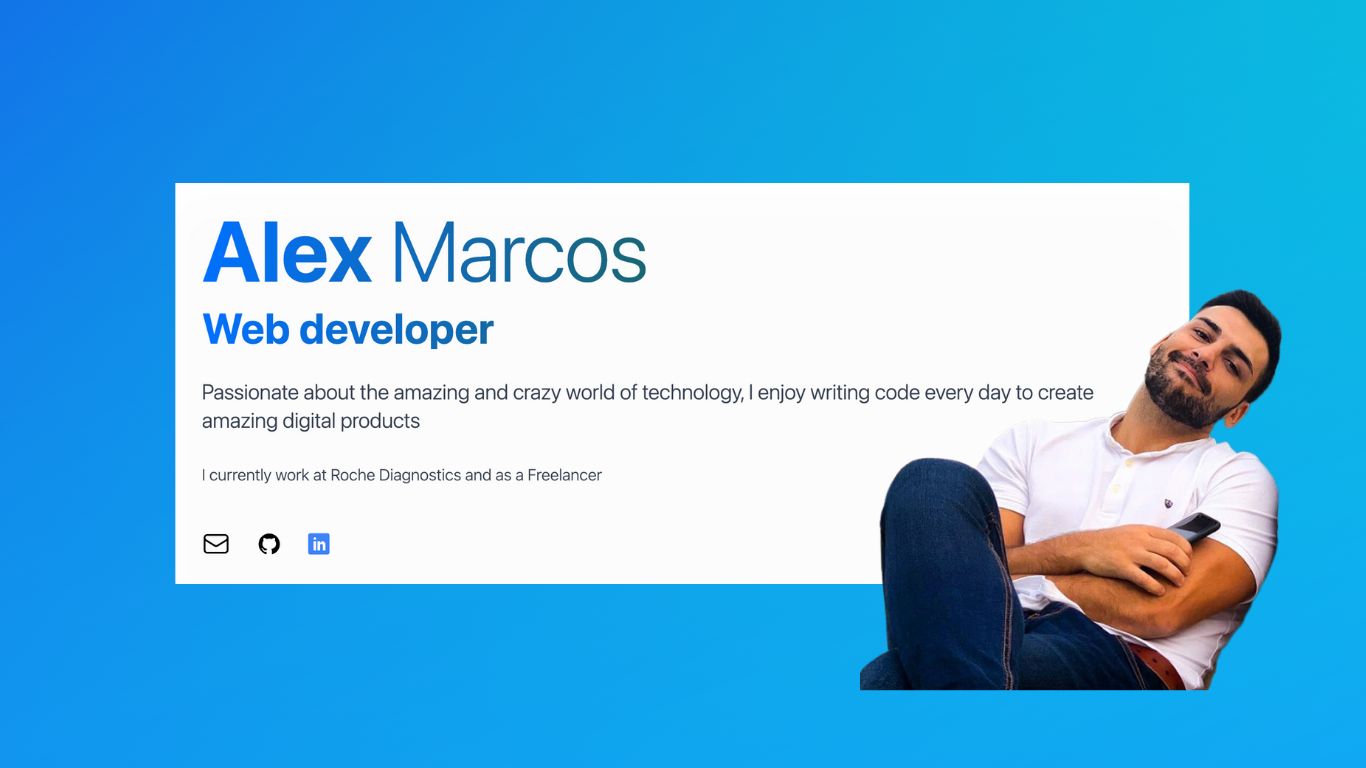 Alex Marcos
Web developer
Passionate about the amazing and crazy world of technology, I enjoy writing code every day to create
amazing digital products
I currently work at Roche Diagnostics and as a Freelancer
in